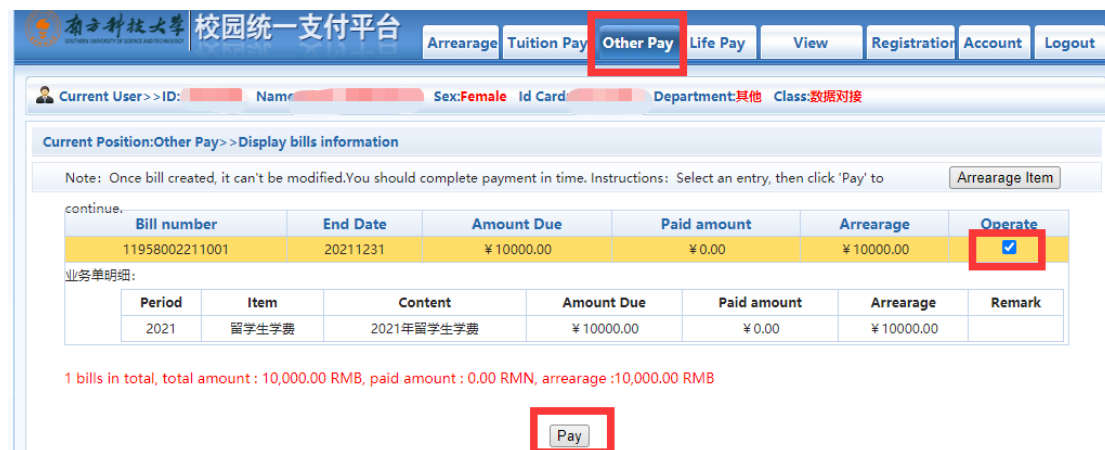 南方科技大学 校园统一支付平台
SOUTHERN UNIVERSITY OF SCIENCE AND TECHNOLOGY
Arrearage Tuition Pay Other Pay Life Pay View Registration Account Logout
Current User>>ID: Name Sex:Female Id Card: Department:其他 Class:数据对接
Current Position:Other Pay>>Display bills information
Note: Once bill created, it can't be modified.You should complete payment in time. Instructions: Select an entry, then click 'Pay' to Arrearage Item
continue.
Bill number End Date Amount Due Paid amount Arrearage Operate
11958002211001 20211231 ¥10000.00 ¥0.00 ¥10000.00
业务单明细:
Period Item Content Amount Due Paid amount Arrearage Remark
2021 留学生学费 2021年留学生学费 ¥10000.00 ¥0.00 ¥10000.00
1 bills in total, total amount : 10,000.00 RMB, paid amount : 0.00 RMN, arrearage :10,000.00 RMB
Pay